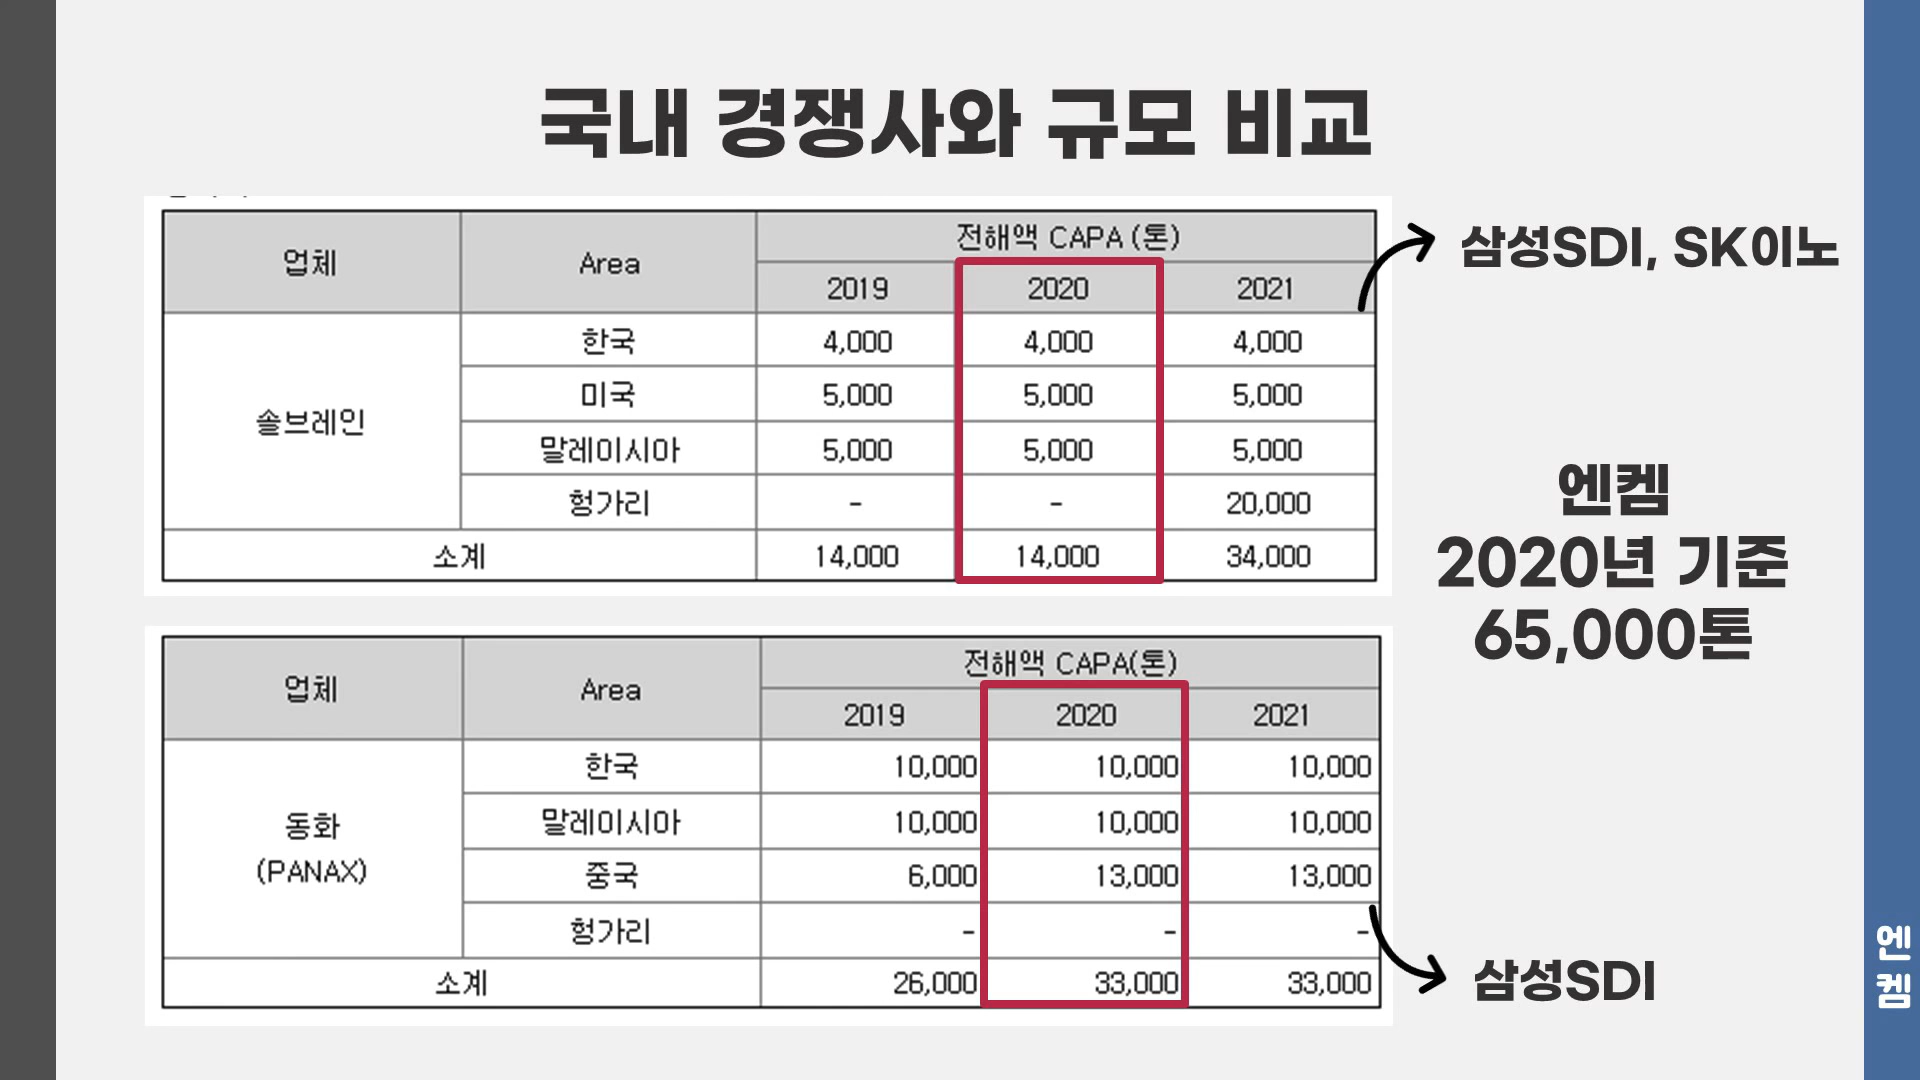 국내 경쟁사와 규모 비교
업체 Area 전해액 CAPA (톤)
2019 2020 2021
솔브레인 한국 4,000 4,000 4,000
미국 5,000 5,000 5,000
말레이시아 5,000 5,000 5,000
헝가리 - - 20,000
소계 14,000 14,000 34,000
삼성SDI, SK이노
엔켐
2020년 기준
65,000톤
업체 Area 전해액 CAPA(톤)
2019 2020 2021
동화
(PANAX)
한국 10,000 10,000 10,000
말레이시아 10,000 10,000 10,000
중국 6,000 13,000 13,000
헝가리 - - -
소계 26,000 33,000 33,000
삼성SDI
엔켐